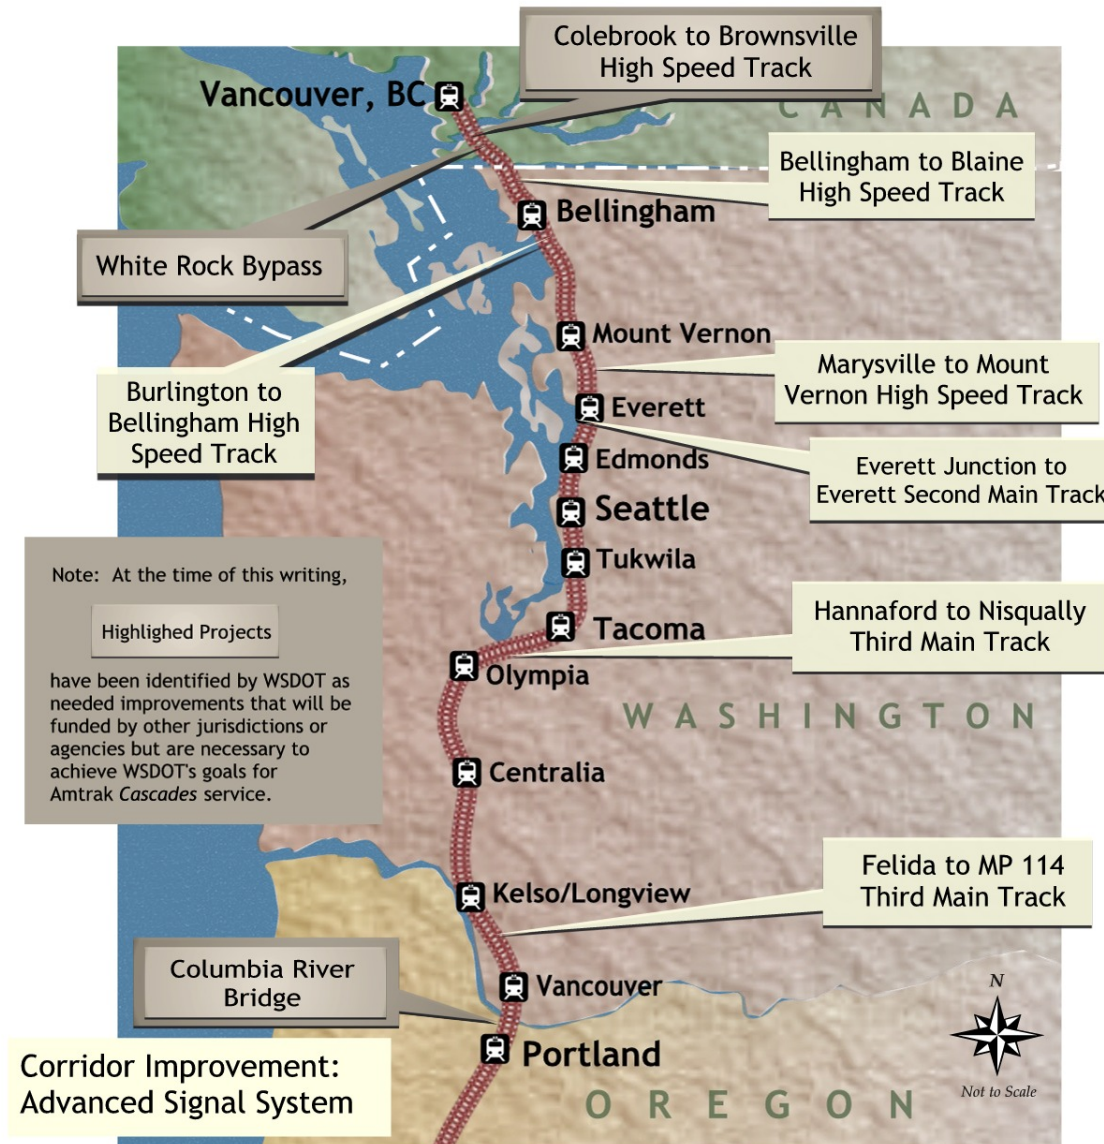 Colebrook to Brownsville
High Speed Track
Vancouver, BC
CANADA
Bellingham to Blaine
High Speed Track
Bellingham
White Rock Bypass
Mount Vernon
Burlington to
Bellingham High
Speed Track
Marysville to Mount
Vernon High Speed Track
Everett
Edmonds
Everett Junction to
Everett Second Main Track
Seattle
Tukwila
Note: At the time of this writing,
Highlighed Projects
have been identified by WSDOT as
needed improvements that will be
funded by other jurisdictions or
agencies but are necessary to
achieve WSDOT's goals for
Amtrak Cascades service.
Hannaford to Nisqually
Third Main Track
Tacoma
Olympia
WASHINGTON
Centralia
Felida to MP 114
Third Main Track
Kelso/Longview
Columbia River
Bridge
Vancouver
N
Not to Scale
Portland
Corridor Improvement:
Advanced Signal System
OREGON